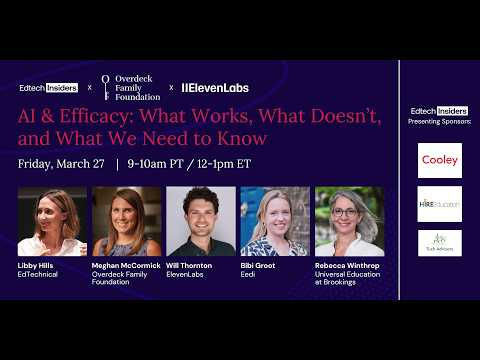 Edtech Insiders x Overdeck Family Foundation x IIElevenLabs
AI & Efficacy: What Works, What Doesn't,
and What We Need to Know
Friday, March 27 | 9-10am PT / 12-1pm ET
Libby Hills
EdTechnical
Meghan McCormick
Overdeck Family
Foundation
Will Thornton
ElevenLabs
Bibi Groot
Eedi
Rebecca Winthrop
Universal Education
at Brookings
Edtech Insiders
Presenting Sponsors:
Cooley
HIREducation
Tuck Advisors